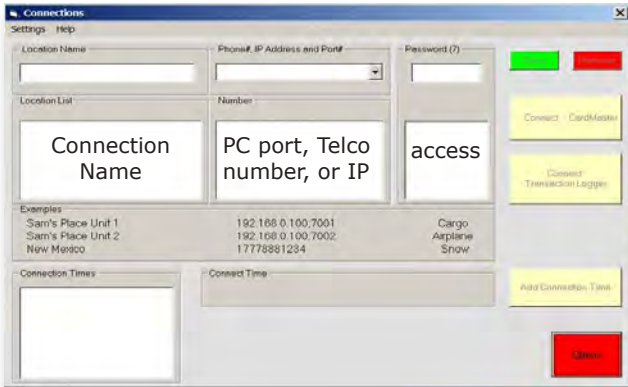 Connections
Settings Help
Location Name
Phone#, IP Address and Port#
Password (7)
Location List
Number
Connection
Name
PC port, Telco
number, or IP
access
Connect - CardMaster
Connect
Transaction Logger
Examples
Sam's Place Unit 1 192.168.0.100,7001 Cargo
Sam's Place Unit 2 192.168.0.100,7002 Airplane
New Mexico 17778881234 Snow
Connection Times
Connect Time
Add Connection Time
Close